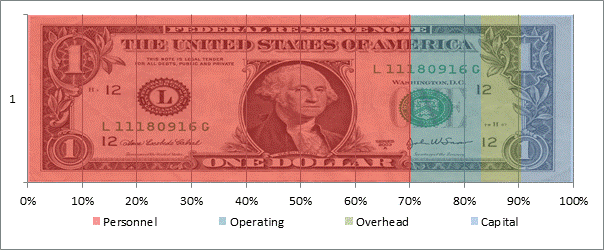 FEDERAL RESERVE NOTE
THE UNITED STATES OF AMERICA
THIS NOTE IS LEGAL TENDER
FOR ALL DEBTS, PUBLIC AND PRIVATE
L 11180916 G
WASHINGTON, D.C.
12
12
L
1
L 11180916 G
12
12
SERIES
ONE DOLLAR
1
1
1
1
0% 10% 20% 30% 40% 50% 60% 70% 80% 90% 100%
Personnel Operating Overhead Capital